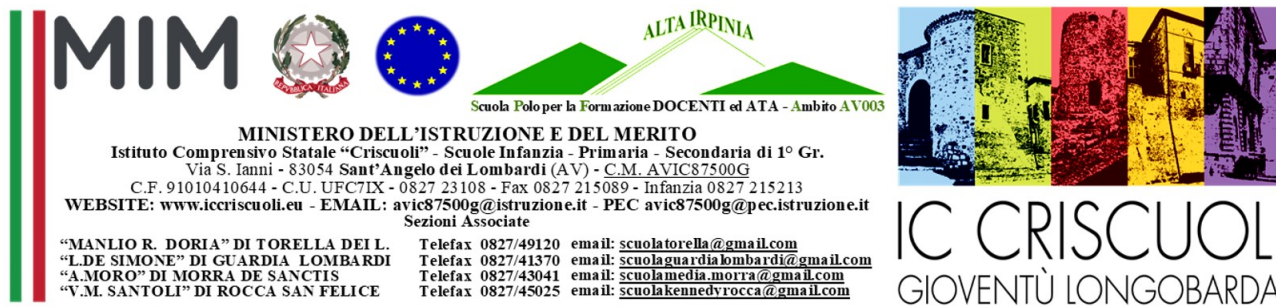 MIM
REPVBBLICA ITALIANA
ALTA IRPINIA
Scuola Polo per la Formazione DOCENTI ed ATA - Ambito AV003
MINISTERO DELL'ISTRUZIONE E DEL MERITO
Istituto Comprensivo Statale “Criscuoli” - Scuole Infanzia - Primaria - Secondaria di 1° Gr.
Via S. Ianni - 83054 Sant'Angelo dei Lombardi (AV) - C.M. AVIC87500G
C.F. 91010410644 - C.U. UFC7IX - 0827 23108 - Fax 0827 215089 - Infanzia 0827 215213
WEBSITE: www.iccriscuoli.eu - EMAIL: avic87500g@istruzione.it - PEC avic87500g@pec.istruzione.it
Sezioni Associate
“MANLIO R. DORIA” DI TORELLA DEI L. Telefax 0827/49120 email: scuolatorella@gmail.com
“L.DE SIMONE” DI GUARDIA LOMBARDI Telefax 0827/41370 email: scuolaguardialombardi@gmail.com
“A.MORO” DI MORRA DE SANCTIS Telefax 0827/43041 email: scuolamedia.morra@gmail.com
“V.M. SANTOLI” DI ROCCA SAN FELICE Telefax 0827/45025 email: scuolakennedyrocca@gmail.com
IC CRISCUOL
GIOVENTÙ LONGOBARDA